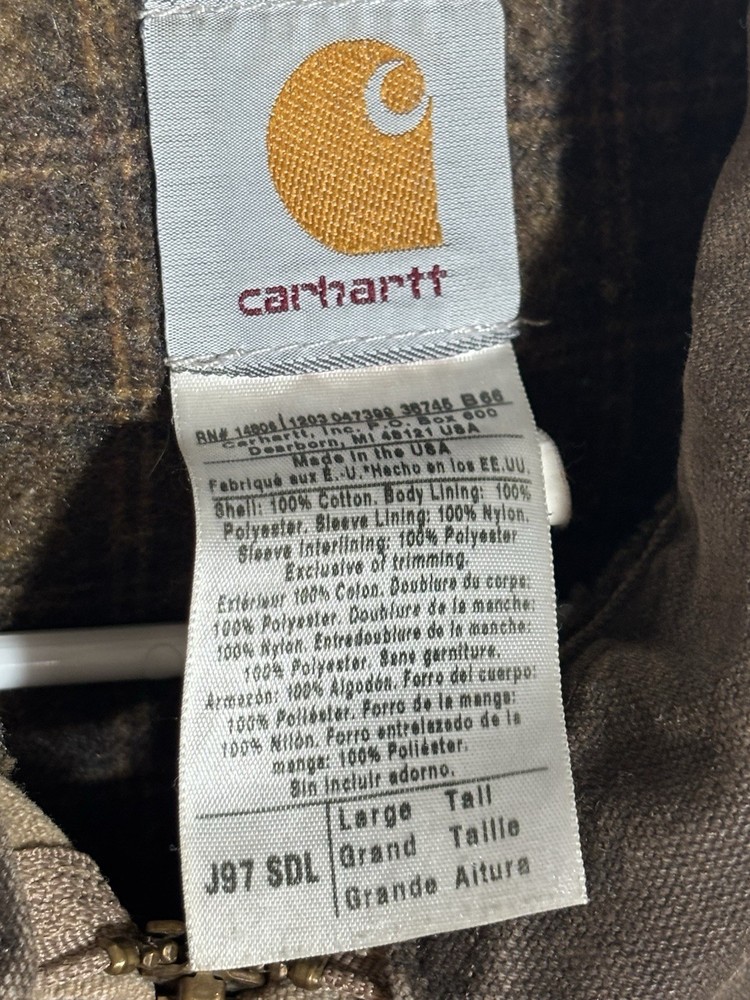 carhartt
RN# 14806 1293 047399 36745 B 66
Carhartt, Inc. P.O. Box 600
Dearborn, MI 48121 USA
Made in the USA
Fabriqué aux É.-U.*Hecho en los EE.UU.
Shell: 100% Cotton. Body Lining: 100%
Polyester. Sleeve Lining: 100% Nylon.
Sleeve Interlining: 100% Polyester
Exclusive of trimming.
Extérieur 100% Coton. Doublure du corps:
100% Polyester. Doublure de la manche:
100% Nylon. Entredoublure de la manche:
100% Polyester. Sans garniture.
Armazón: 100% Algodón. Forro del cuerpo:
100% Poliéster. Forro de la manga:
100% Nilón. Forro entrelazado de la
manga: 100% Poliéster.
Sin incluir adorno.
J97 SDL
Large Tall
Grand Taille
Grande Altura